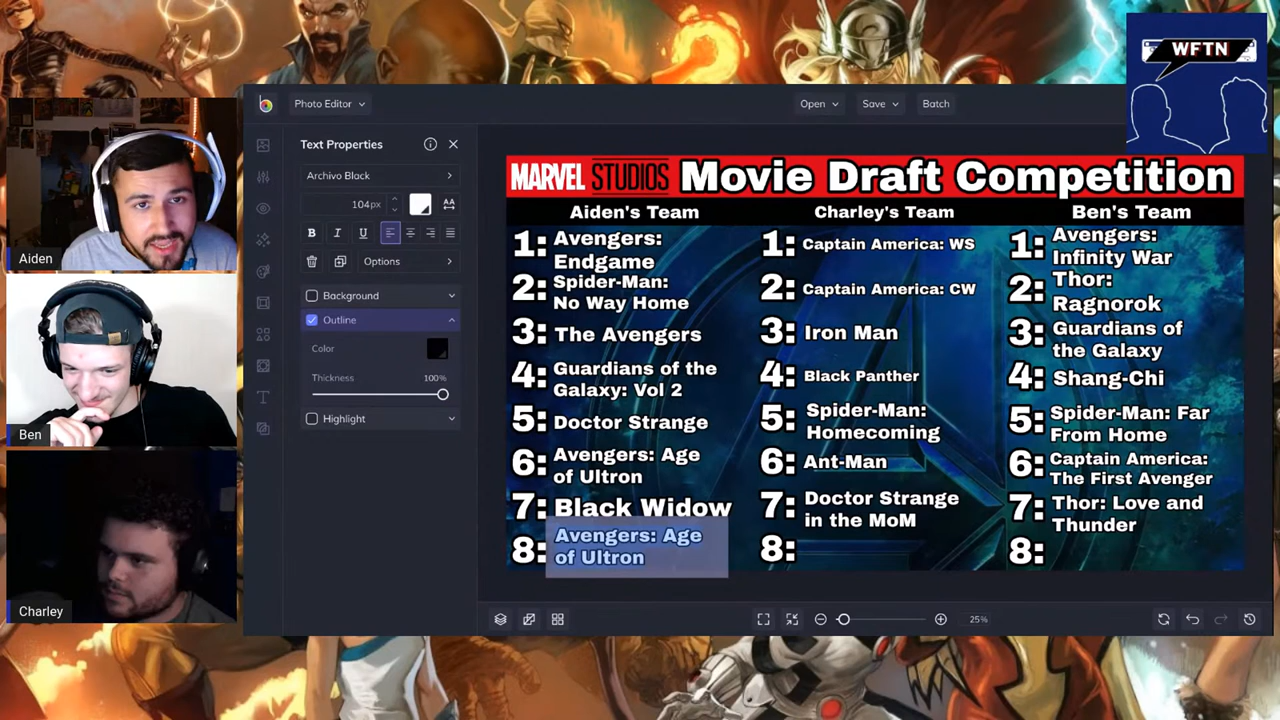 WFTN
Photo Editor
Open
Save
Batch
Text Properties
Archivo Black
104px
AA
B
I
U
Options
Background
Outline
Color
Thickness
100%
Highlight
T
Aiden
Ben
Charley
MARVEL STUDIOS Movie Draft Competition
Aiden's Team
1: Avengers:
Endgame
2: Spider-Man:
No Way Home
3: The Avengers
4: Guardians of the
Galaxy: Vol 2
5: Doctor Strange
6: Avengers: Age
of Ultron
7: Black Widow
8: Avengers: Age
of Ultron
Charley's Team
1: Captain America: WS
2: Captain America: CW
3: Iron Man
4: Black Panther
5: Spider-Man:
Homecoming
6: Ant-Man
7: Doctor Strange
in the MoM
8:
Ben's Team
1: Avengers:
Infinity War
2: Thor:
Ragnorok
3: Guardians of
the Galaxy
4: Shang-Chi
5: Spider-Man: Far
From Home
6: Captain America:
The First Avenger
7: Thor: Love and
Thunder
8:
25%